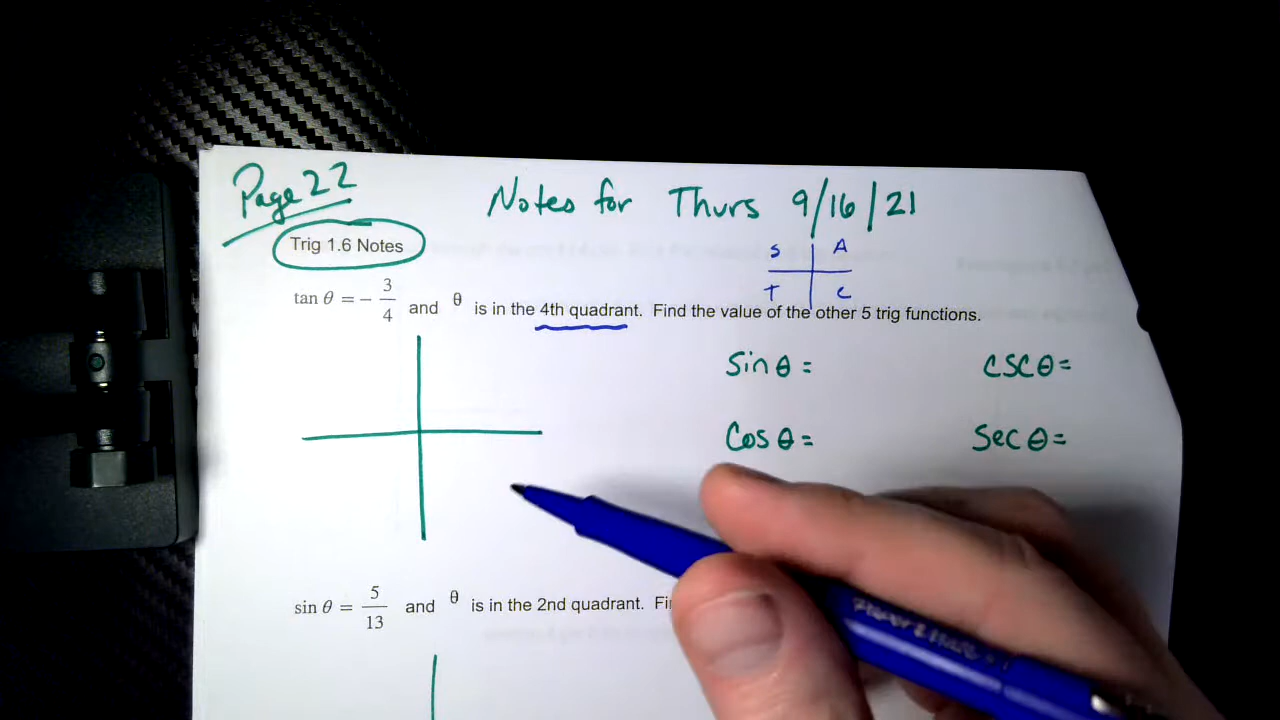 Page 22
Notes for Thurs 9/16/21
Trig 1.6 Notes
S A
T C
tan θ = - 3/4 and θ is in the 4th quadrant. Find the value of the other 5 trig functions.
sin θ = csc θ =
cos θ = sec θ =
sin θ = 5/13 and θ is in the 2nd quadrant.